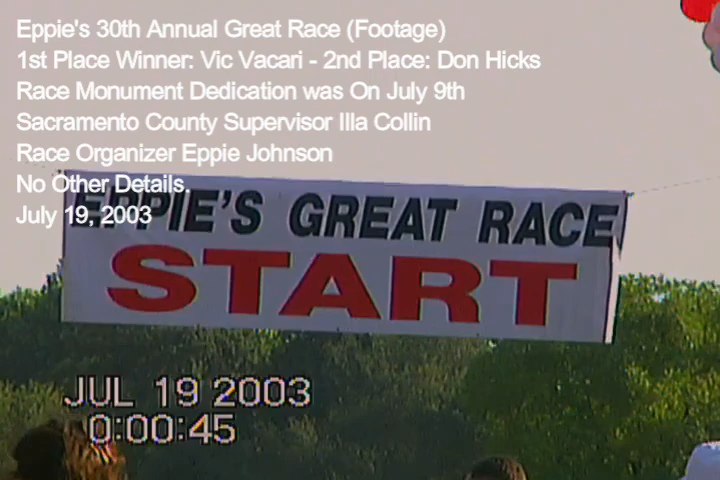 Eppie's 30th Annual Great Race (Footage)
1st Place Winner: Vic Vacari - 2nd Place: Don Hicks
Race Monument Dedication was On July 9th
Sacramento County Supervisor Illa Collin
Race Organizer Eppie Johnson
No Other Details.
July 19, 2003
EPPIE'S GREAT RACE
START
JUL 19 2003
0:00:45